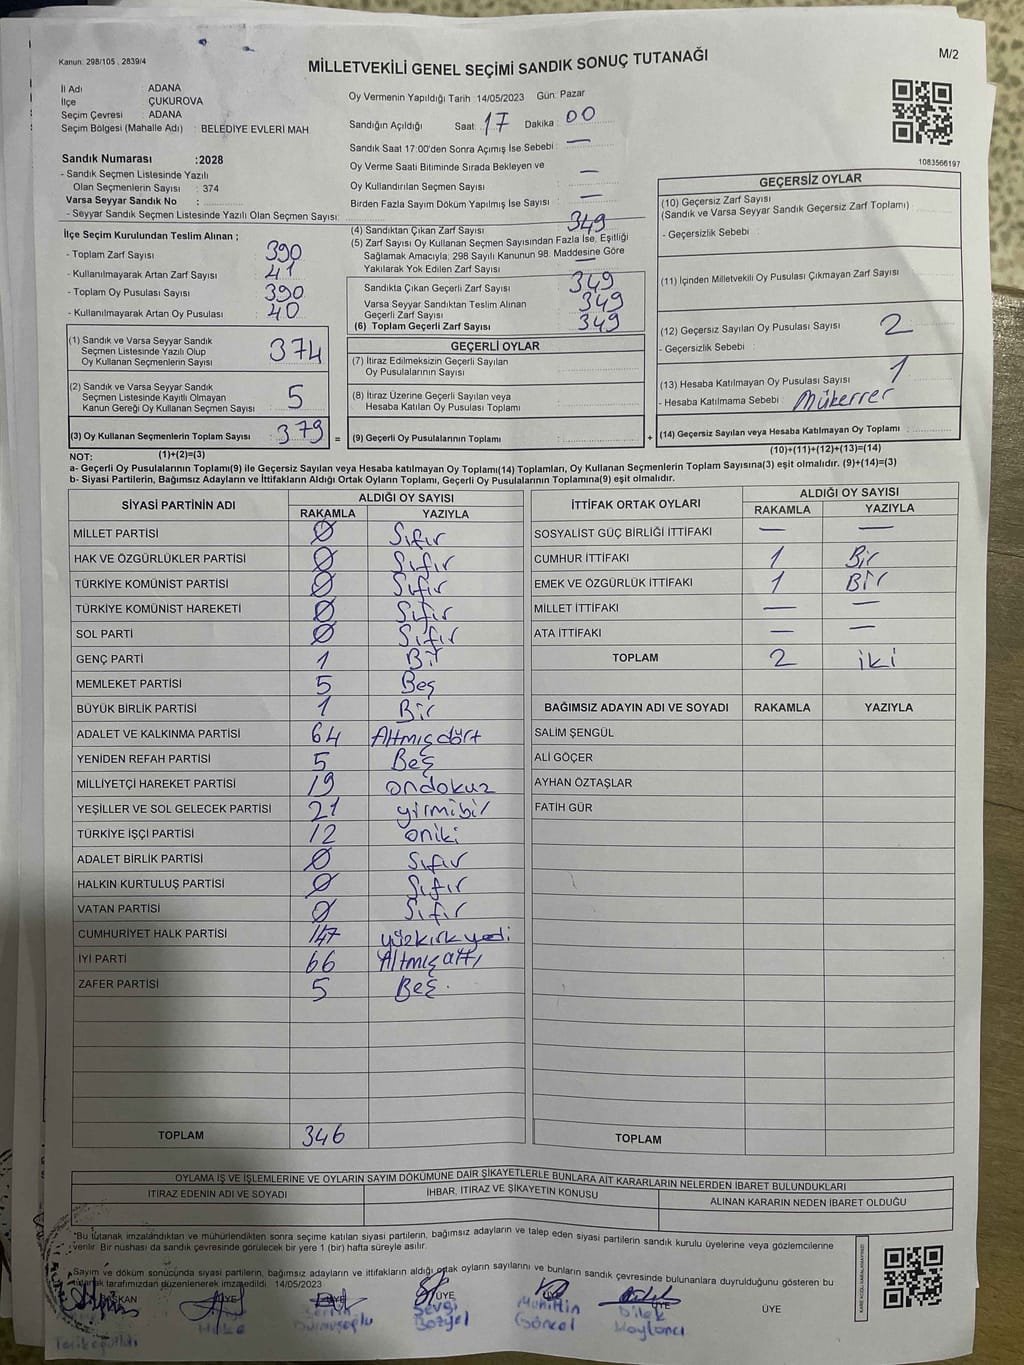 Kanun: 298/105 , 2839/4
MİLLETVEKİLİ GENEL SEÇİMİ SANDIK SONUÇ TUTANAĞI
M/2
İl Adı : ADANA
İlçe : ÇUKUROVA
Seçim Çevresi : ADANA
Seçim Bölgesi (Mahalle Adı) : BELEDİYE EVLERİ MAH
Oy Vermenin Yapıldığı Tarih :14/05/2023 Gün: Pazar
Sandığın Açıldığı Saat: 17 Dakika : 00
Sandık Saat 17:00'den Sonra Açımış İse Sebebi : —
Oy Verme Saati Bitiminde Sırada Bekleyen ve
Oy Kullandırılan Seçmen Sayısı : —
Birden Fazla Sayım Döküm Yapılmış İse Sayısı : —
1083566197
Sandık Numarası :2028
- Sandık Seçmen Listesinde Yazılı
Olan Seçmenlerin Sayısı : 374
Varsa Seyyar Sandık No :
- Seyyar Sandık Seçmen Listesinde Yazılı Olan Seçmen Sayısı:
İlçe Seçim Kurulundan Teslim Alınan ;
- Toplam Zarf Sayısı : 390
- Kullanılmayarak Artan Zarf Sayısı : 41
- Toplam Oy Pusulası Sayısı : 390
- Kullanılmayarak Artan Oy Pusulası : 40
(1) Sandık ve Varsa Seyyar Sandık
Seçmen Listesinde Yazılı Olup
Oy Kullanan Seçmenlerin Sayısı : 374
(2) Sandık ve Varsa Seyyar Sandık
Seçmen Listesinde Kayıtlı Olmayan
Kanun Gereği Oy Kullanan Seçmen Sayısı : 5
(3) Oy Kullanan Seçmenlerin Toplam Sayısı : 379 =
(4) Sandıktan Çıkan Zarf Sayısı : 349
(5) Zarf Sayısı Oy Kullanan Seçmen Sayısından Fazla İse, Eşitliği
Sağlamak Amacıyla, 298 Sayılı Kanunun 98. Maddesine Göre
Yakılarak Yok Edilen Zarf Sayısı : —
Sandıkta Çıkan Geçerli Zarf Sayısı : 349
Varsa Seyyar Sandıktan Teslim Alınan
Geçerli Zarf Sayısı : 349
(6) Toplam Geçerli Zarf Sayısı : 349
GEÇERLİ OYLAR
(7) İtiraz Edilmeksizin Geçerli Sayılan
Oy Pusulalarının Sayısı :
(8) İtiraz Üzerine Geçerli Sayılan veya
Hesaba Katılan Oy Pusulası Toplamı :
(9) Geçerli Oy Pusulalarının Toplamı : +
GEÇERSİZ OYLAR
(10) Geçersiz Zarf Sayısı
(Sandık ve Varsa Seyyar Sandık Geçersiz Zarf Toplamı) :
- Geçersizlik Sebebi :
(11) İçinden Milletvekili Oy Pusulası Çıkmayan Zarf Sayısı :
(12) Geçersiz Sayılan Oy Pusulası Sayısı : 2
- Geçersizlik Sebebi :
(13) Hesaba Katılmayan Oy Pusulası Sayısı : 1
- Hesaba Katılmama Sebebi : Mükerrer
(14) Geçersiz Sayılan veya Hesaba Katılmayan Oy Toplamı :
NOT: (1)+(2)=(3)
(10)+(11)+(12)+(13)=(14)
a- Geçerli Oy Pusulalarının Toplamı(9) ile Geçersiz Sayılan veya Hesaba katılmayan Oy Toplamı(14) Toplamları, Oy Kullanan Seçmenlerin Toplam Sayısına(3) eşit olmalıdır. (9)+(14)=(3)
b- Siyasi Partilerin, Bağımsız Adayların ve İttifakların Aldığı Ortak Oyların Toplamı, Geçerli Oy Pusulalarının Toplamına(9) eşit olmalıdır.
SİYASİ PARTİNİN ADI ALDIĞI OY SAYISI
RAKAMLA YAZIYLA
MİLLET PARTİSİ 0 Sıfır
HAK VE ÖZGÜRLÜKLER PARTİSİ 0 Sıfır
TÜRKİYE KOMÜNİST PARTİSİ 0 Sıfır
TÜRKİYE KOMÜNİST HAREKETİ 0 Sıfır
SOL PARTİ 0 Sıfır
GENÇ PARTİ 1 Bir
MEMLEKET PARTİSİ 5 Beş
BÜYÜK BİRLİK PARTİSİ 1 Bir
ADALET VE KALKINMA PARTİSİ 64 Altmışdört
YENİDEN REFAH PARTİSİ 5 Beş
MİLLİYETÇİ HAREKET PARTİSİ 19 ondokuz
YEŞİLLER VE SOL GELECEK PARTİSİ 21 yirmibir
TÜRKİYE İŞÇİ PARTİSİ 12 oniki
ADALET BİRLİK PARTİSİ 0 Sıfır
HALKIN KURTULUŞ PARTİSİ 0 Sıfır
VATAN PARTİSİ 0 Sıfır
CUMHURİYET HALK PARTİSİ 147 yüzkırkyedi
İYİ PARTİ 66 Altmışaltı
ZAFER PARTİSİ 5 Beş
TOPLAM 346
İTTİFAK ORTAK OYLARI ALDIĞI OY SAYISI
RAKAMLA YAZIYLA
SOSYALİST GÜÇ BİRLİĞİ İTTİFAKI — —
CUMHUR İTTİFAKI 1 Bir
EMEK VE ÖZGÜRLÜK İTTİFAKI 1 Bir
MİLLET İTTİFAKI — —
ATA İTTİFAKI — —
TOPLAM 2 iki
BAĞIMSIZ ADAYIN ADI VE SOYADI RAKAMLA YAZIYLA
SALİM ŞENGÜL
ALİ GÖÇER
AYHAN ÖZTAŞLAR
FATİH GÜR
TOPLAM
OYLAMA İŞ VE İŞLEMLERİNE VE OYLARIN SAYIM DÖKÜMÜNE DAİR ŞİKAYETLERLE BUNLARA AİT KARARLARIN NELERDEN İBARET BULUNDUKLARI
İTİRAZ EDENİN ADI VE SOYADI İHBAR, İTİRAZ VE ŞİKAYETİN KONUSU ALINAN KARARIN NEDEN İBARET OLDUĞU
"Bu tutanak imzalandıktan ve mühürlendikten sonra seçime katılan siyasi partilerin, bağımsız adayların ve talep eden siyasi partilerin sandık kurulu üyelerine veya gözlemcilerine
verilir. Bir nüshası da sandık çevresinde görülecek bir yere 1 (bir) hafta süreyle asılır.
Sayım ve döküm sonucunda siyasi partilerin, bağımsız adayların ve ittifakların aldığı ortak oyların sayılarını ve bunların sandık çevresinde bulunanlara duyrulduğunu gösteren bu
tutanak tarafımızdan düzenlenerek imzaedildi. 14/05/2023
BAŞKAN ÜYE ÜYE ÜYE ÜYE ÜYE
Sevgi Muhittin Dilek